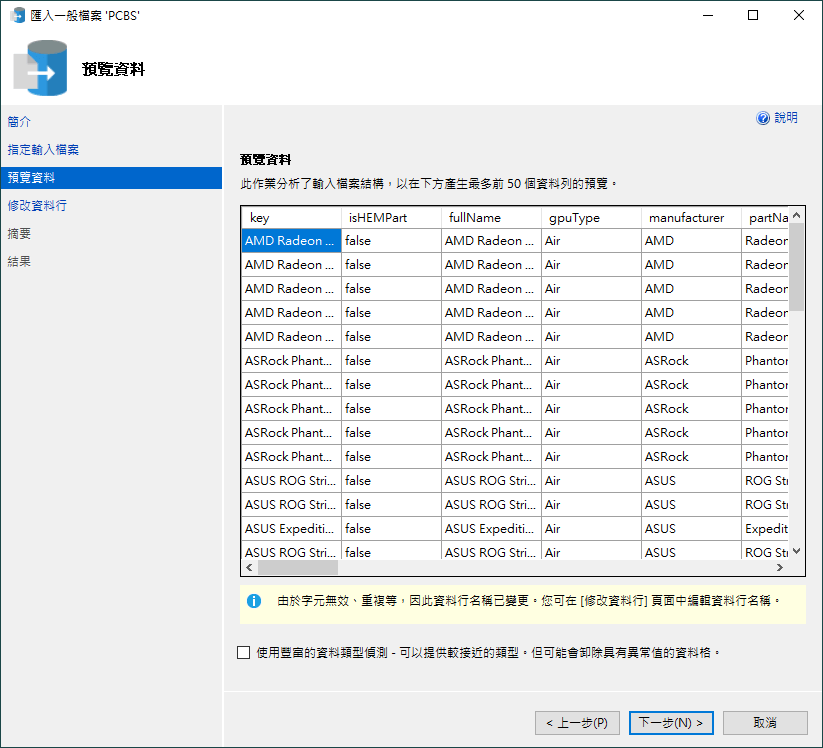 匯入一般檔案 'PCBS'
預覽資料
簡介
指定輸入檔案
預覽資料
修改資料行
摘要
結果
說明
預覽資料
此作業分析了輸入檔案結構，以在下方產生最多前 50 個資料列的預覽。
key isHEMPart fullName gpuType manufacturer partNa
AMD Radeon ... false AMD Radeon ... Air AMD Radeon
AMD Radeon ... false AMD Radeon ... Air AMD Radeon
AMD Radeon ... false AMD Radeon ... Air AMD Radeon
AMD Radeon ... false AMD Radeon ... Air AMD Radeon
AMD Radeon ... false AMD Radeon ... Air AMD Radeon
ASRock Phant... false ASRock Phant... Air ASRock Phantor
ASRock Phant... false ASRock Phant... Air ASRock Phantor
ASRock Phant... false ASRock Phant... Air ASRock Phantor
ASRock Phant... false ASRock Phant... Air ASRock Phantor
ASRock Phant... false ASRock Phant... Air ASRock Phantor
ASUS ROG Stri... false ASUS ROG Stri... Air ASUS ROG Str
ASUS ROG Stri... false ASUS ROG Stri... Air ASUS ROG Str
ASUS Expediti... false ASUS Expediti... Air ASUS Expedit
ASUS ROG Stri... false ASUS ROG Stri... Air ASUS ROG Str
由於字元無效、重複等，因此資料行名稱已變更。您可在 [修改資料行] 頁面中編輯資料行名稱。
使用豐富的資料類型偵測 - 可以提供較接近的類型。但可能會卸除具有異常值的資料格。
< 上一步(P) 下一步(N) > 取消